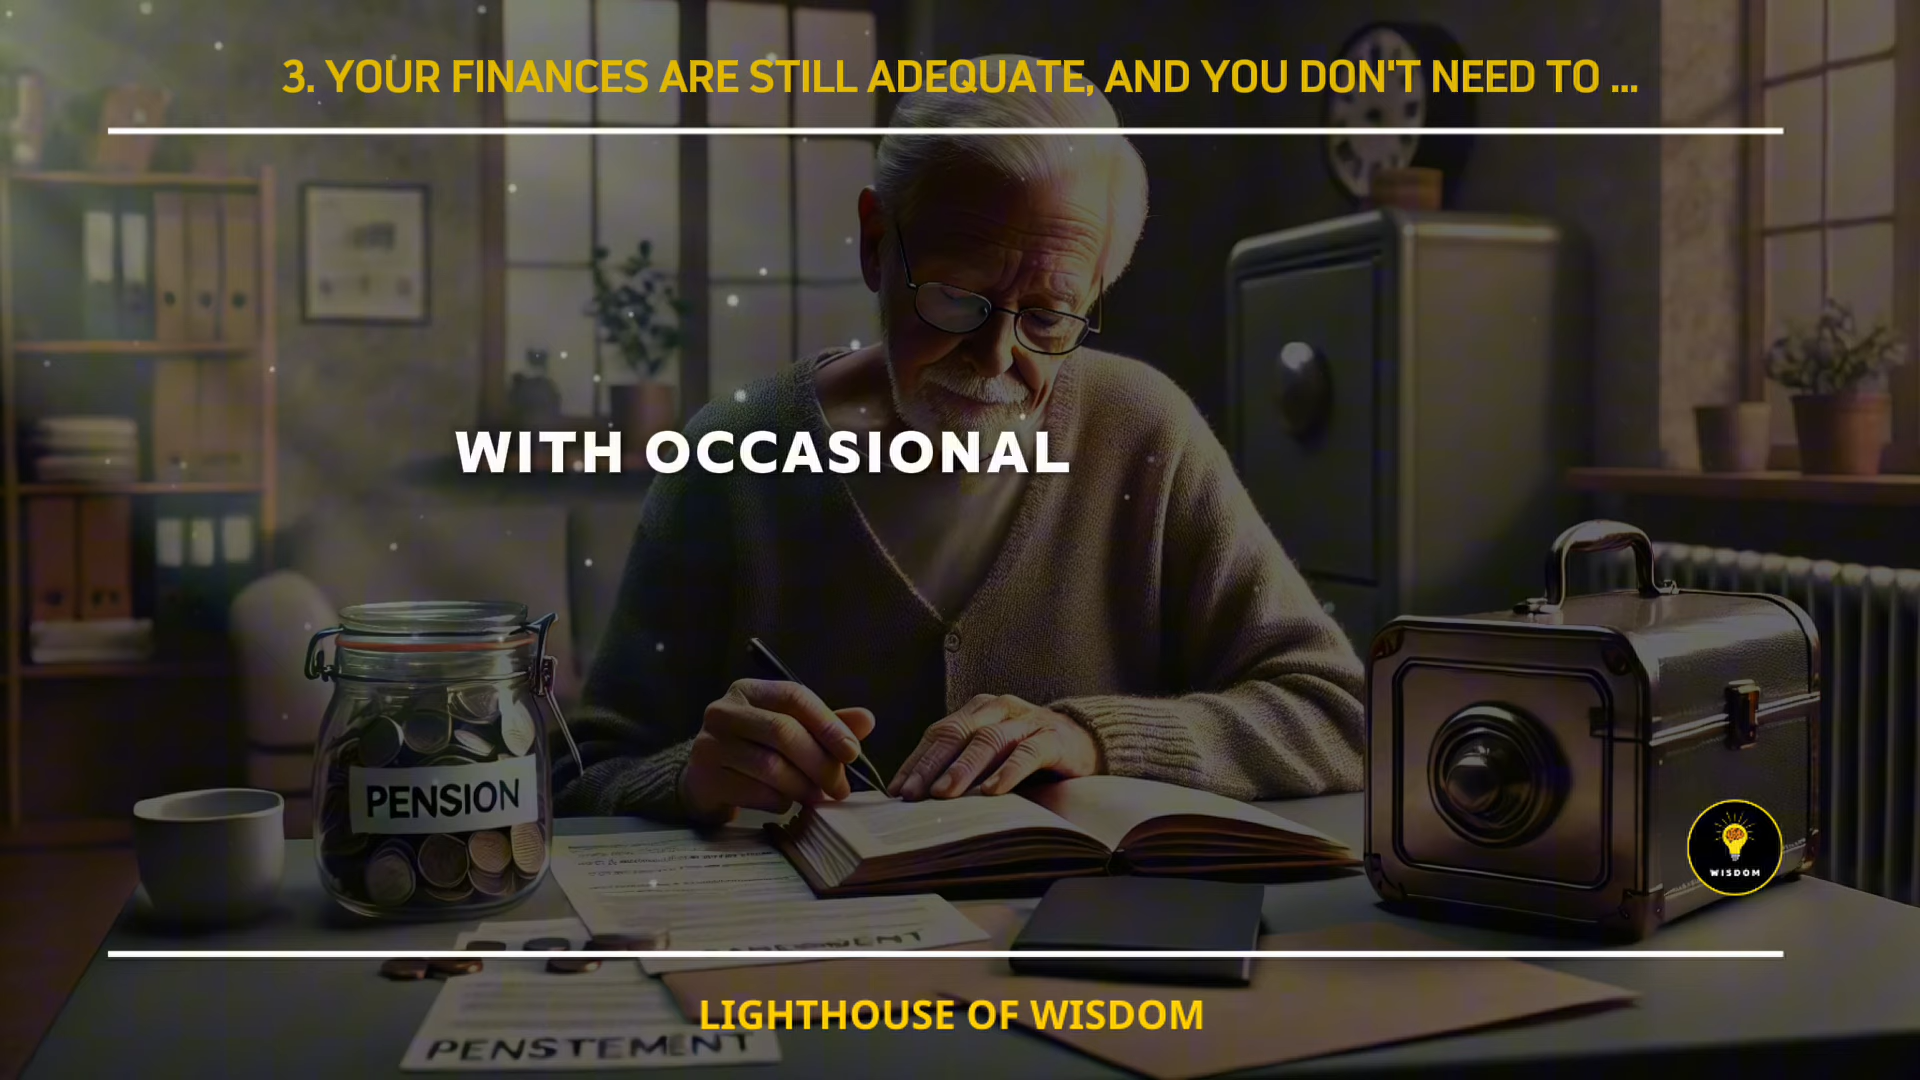 3. YOUR FINANCES ARE STILL ADEQUATE, AND YOU DON'T NEED TO ...
WITH OCCASIONAL
PENSION
WISDOM
LIGHTHOUSE OF WISDOM
PENSTEMENT